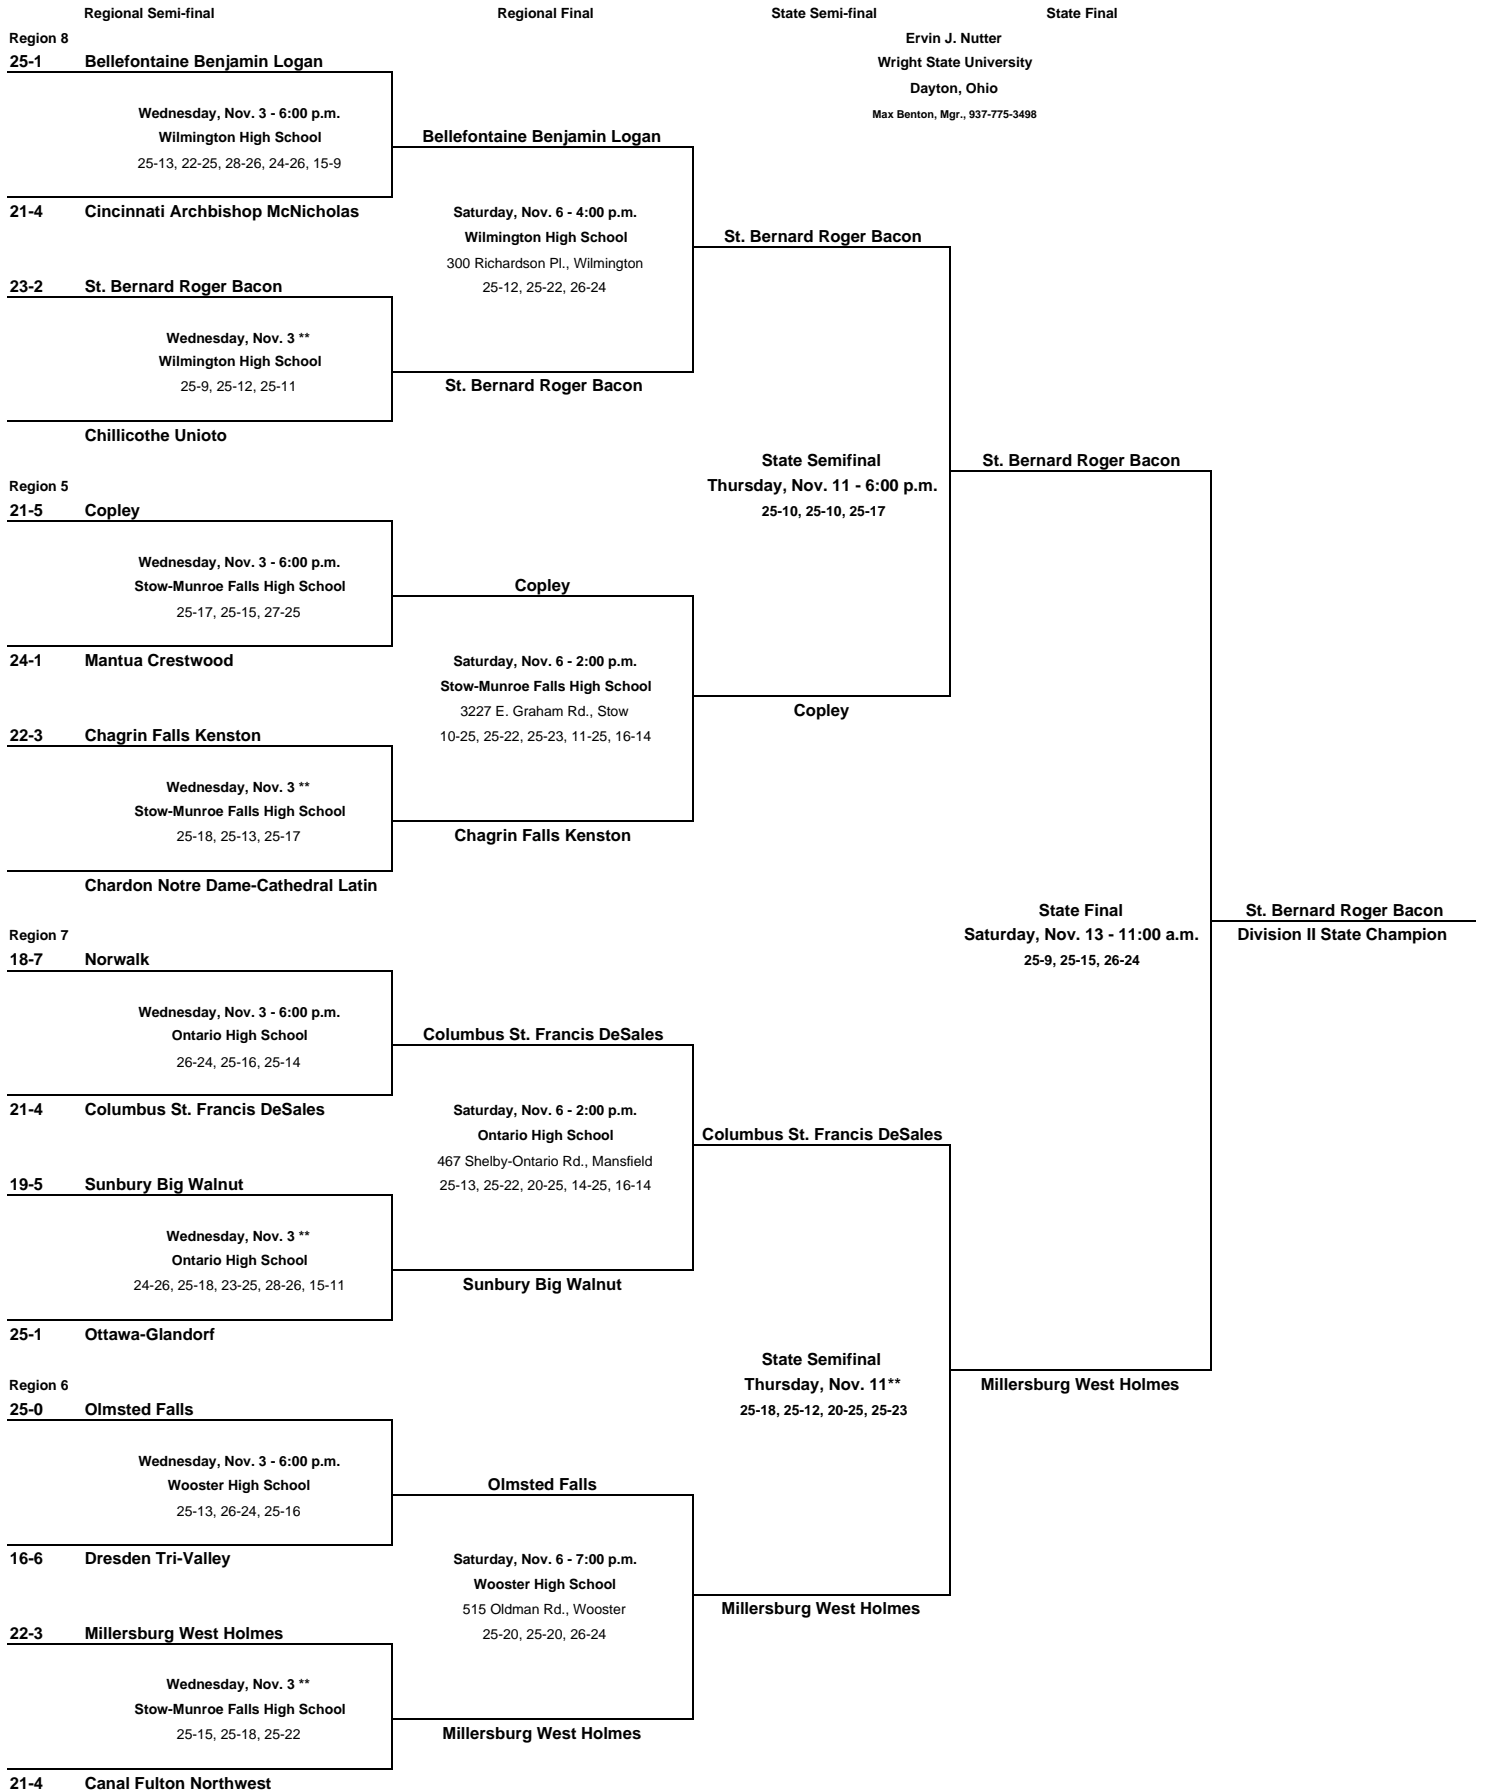 Regional Semi-final Regional Final State Semi-final State Final
Region 8 Ervin J. Nutter
25-1 Bellefontaine Benjamin Logan Wright State University
Dayton, Ohio
Wednesday, Nov. 3 - 6:00 p.m. Max Benton, Mgr., 937-775-3498
Wilmington High School Bellefontaine Benjamin Logan
25-13, 22-25, 28-26, 24-26, 15-9
21-4 Cincinnati Archbishop McNicholas Saturday, Nov. 6 - 4:00 p.m.
Wilmington High School St. Bernard Roger Bacon
300 Richardson Pl., Wilmington
23-2 St. Bernard Roger Bacon 25-12, 25-22, 26-24
Wednesday, Nov. 3 **
Wilmington High School
25-9, 25-12, 25-11 St. Bernard Roger Bacon
Chillicothe Unioto
State Semifinal St. Bernard Roger Bacon
Region 5 Thursday, Nov. 11 - 6:00 p.m.
21-5 Copley 25-10, 25-10, 25-17
Wednesday, Nov. 3 - 6:00 p.m.
Stow-Munroe Falls High School Copley
25-17, 25-15, 27-25
24-1 Mantua Crestwood Saturday, Nov. 6 - 2:00 p.m.
Stow-Munroe Falls High School
3227 E. Graham Rd., Stow Copley
22-3 Chagrin Falls Kenston 10-25, 25-22, 25-23, 11-25, 16-14
Wednesday, Nov. 3 **
Stow-Munroe Falls High School
25-18, 25-13, 25-17 Chagrin Falls Kenston
Chardon Notre Dame-Cathedral Latin
State Final St. Bernard Roger Bacon
Region 7 Saturday, Nov. 13 - 11:00 a.m. Division II State Champion
18-7 Norwalk 25-9, 25-15, 26-24
Wednesday, Nov. 3 - 6:00 p.m.
Ontario High School Columbus St. Francis DeSales
26-24, 25-16, 25-14
21-4 Columbus St. Francis DeSales Saturday, Nov. 6 - 2:00 p.m.
Ontario High School Columbus St. Francis DeSales
467 Shelby-Ontario Rd., Mansfield
19-5 Sunbury Big Walnut 25-13, 25-22, 20-25, 14-25, 16-14
Wednesday, Nov. 3 **
Ontario High School
24-26, 25-18, 23-25, 28-26, 15-11 Sunbury Big Walnut
25-1 Ottawa-Glandorf
State Semifinal
Region 6 Thursday, Nov. 11** Millersburg West Holmes
25-0 Olmsted Falls 25-18, 25-12, 20-25, 25-23
Wednesday, Nov. 3 - 6:00 p.m.
Wooster High School Olmsted Falls
25-13, 26-24, 25-16
16-6 Dresden Tri-Valley Saturday, Nov. 6 - 7:00 p.m.
Wooster High School
515 Oldman Rd., Wooster Millersburg West Holmes
22-3 Millersburg West Holmes 25-20, 25-20, 26-24
Wednesday, Nov. 3 **
Stow-Munroe Falls High School
25-15, 25-18, 25-22 Millersburg West Holmes
21-4 Canal Fulton Northwest